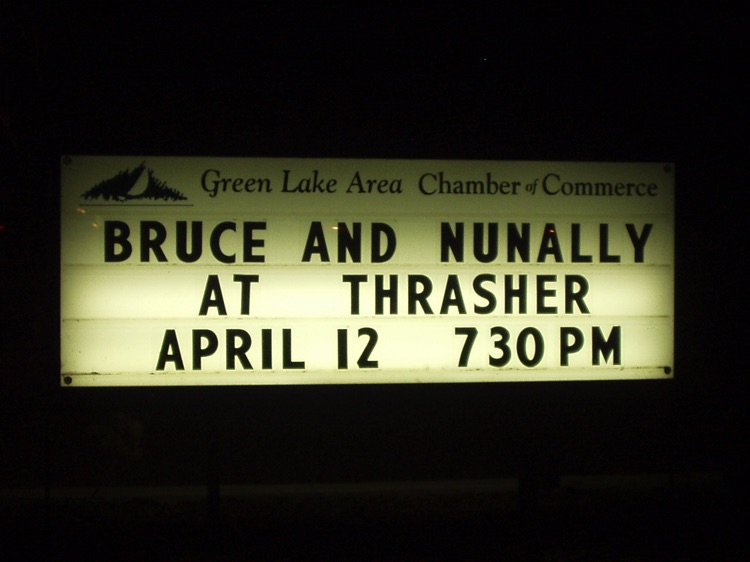 Green Lake Area Chamber of Commerce
BRUCE AND NUNALLY
AT THRASHER
APRIL 12 730 PM